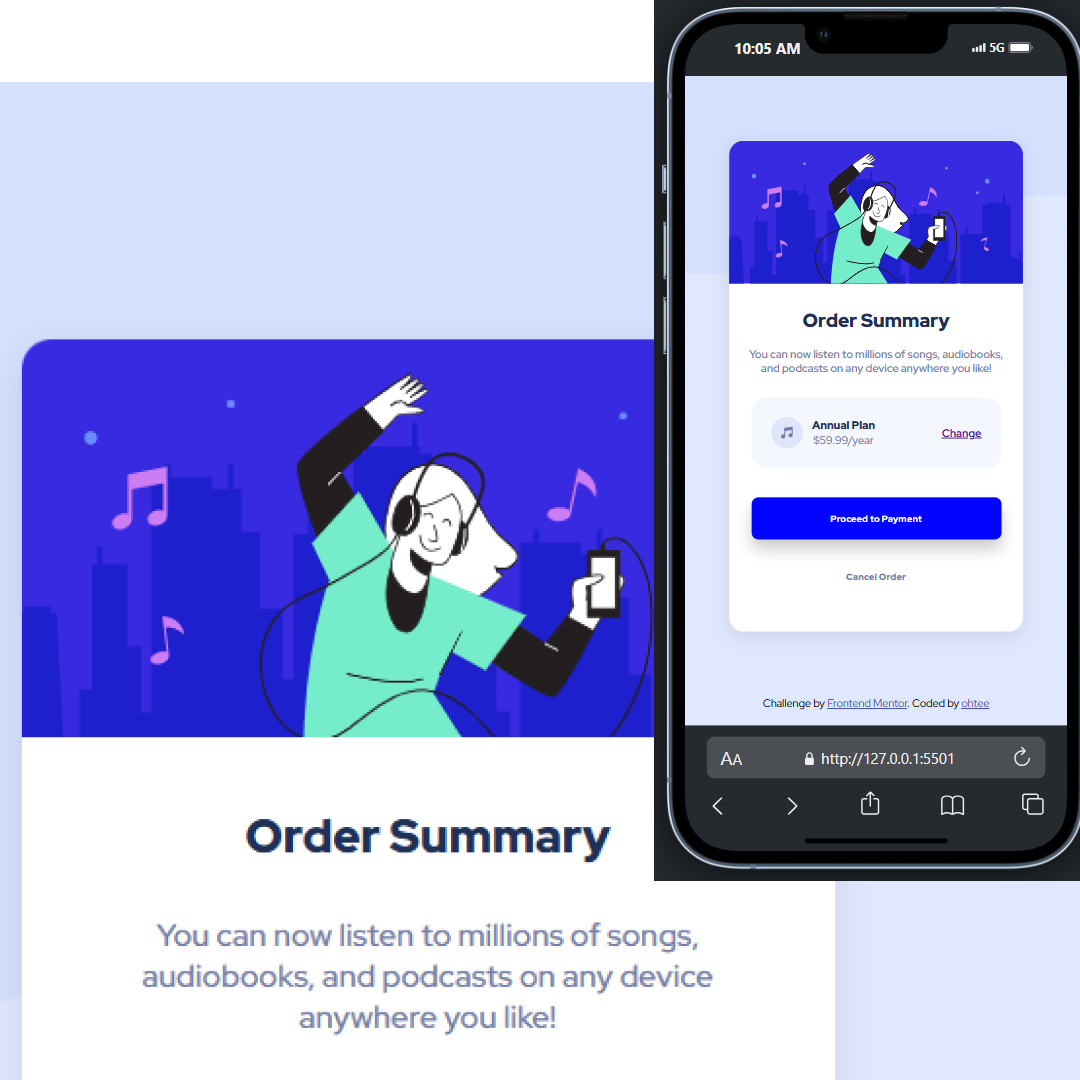 Order Summary
You can now listen to millions of songs,
audiobooks, and podcasts on any device
anywhere you like!
10:05 AM
5G
Order Summary
You can now listen to millions of songs, audiobooks,
and podcasts on any device anywhere you like!
Annual Plan
$59.99/year
Change
Proceed to Payment
Cancel Order
Challenge by Frontend Mentor. Coded by ohtee
AA
http://127.0.0.1:5501